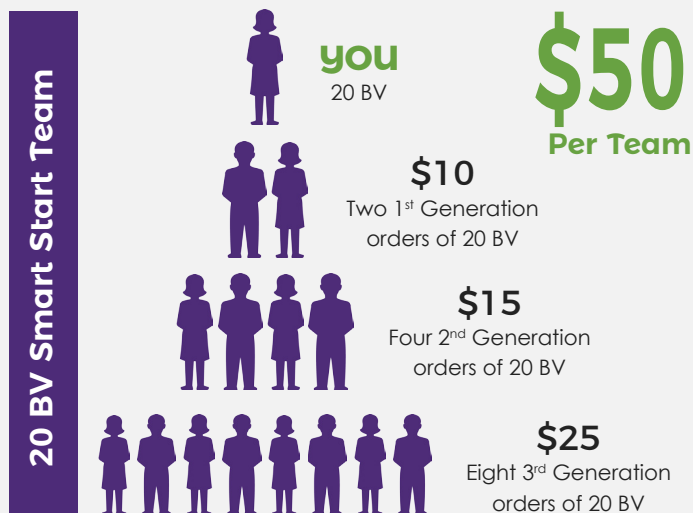 20 BV Smart Start Team
you
20 BV
$50
Per Team
$10
Two 1st Generation
orders of 20 BV
$15
Four 2nd Generation
orders of 20 BV
$25
Eight 3rd Generation
orders of 20 BV